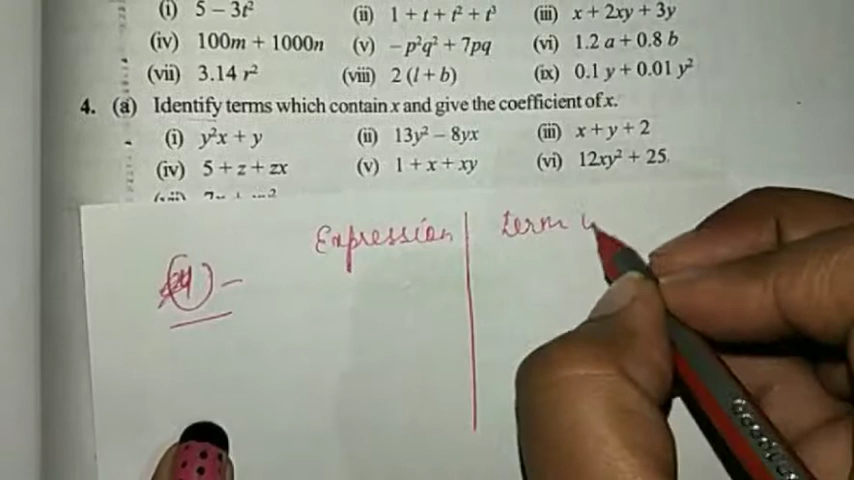 (i) 5 – 3t² (ii) 1 + t + t² + t³ (iii) x + 2xy + 3y
(iv) 100m + 1000n (v) – p²q² + 7pq (vi) 1.2 a + 0.8 b
(vii) 3.14 r² (viii) 2 (l + b) (ix) 0.1 y + 0.01 y²
4. (a) Identify terms which contain x and give the coefficient of x.
(i) y²x + y (ii) 13y² – 8yx (iii) x + y + 2
(iv) 5 + z + zx (v) 1 + x + xy (vi) 12xy² + 25
Expression term